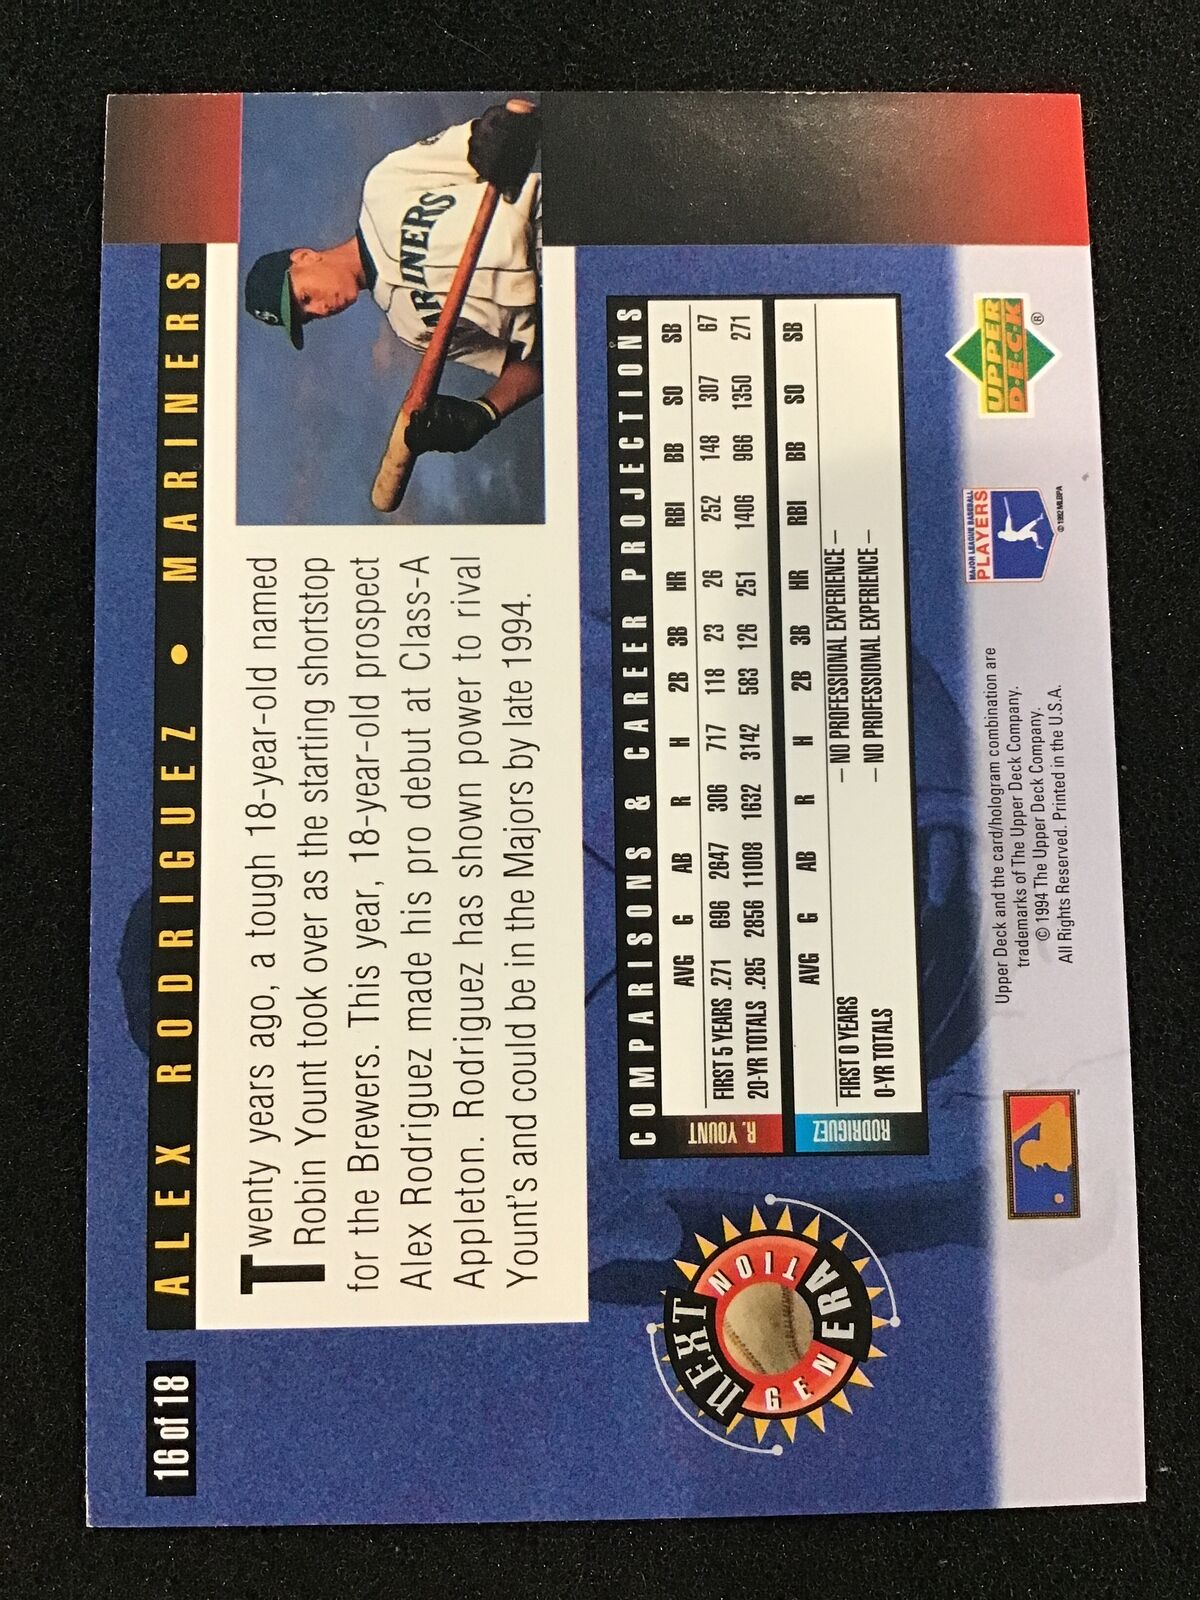 16 of 18
ALEX RODRIGUEZ • MARINERS
Twenty years ago, a tough 18-year-old named
Robin Yount took over as the starting shortstop
for the Brewers. This year, 18-year-old prospect
Alex Rodriguez made his pro debut at Class-A
Appleton. Rodriguez has shown power to rival
Yount's and could be in the Majors by late 1994.
MARINERS
NEXT
GENERATION
COMPARISONS & CAREER PROJECTIONS
R. YOUNT
AVG G AB R H 2B 3B HR RBI BB SO SB
FIRST 5 YEARS .271 696 2647 306 717 118 23 26 252 148 307 67
20-YR TOTALS .285 2856 11008 1632 3142 583 126 251 1406 966 1350 271
RODRIGUEZ
AVG G AB R H 2B 3B HR RBI BB SO SB
FIRST 0 YEARS – NO PROFESSIONAL EXPERIENCE –
0-YR TOTALS – NO PROFESSIONAL EXPERIENCE –
Upper Deck and the card/hologram combination are
trademarks of The Upper Deck Company.
© 1994 The Upper Deck Company.
All Rights Reserved. Printed in the U.S.A.
MAJOR LEAGUE BASEBALL
PLAYERS
© 1992 MLBPA
UPPER
D·E·C·K ®